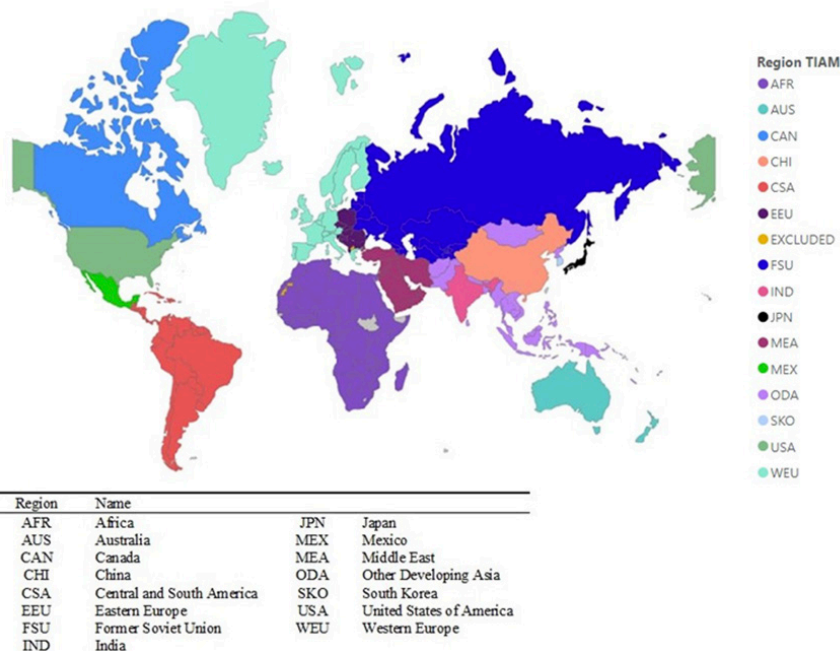 Region TIAM
AFR
AUS
CAN
CHI
CSA
EEU
EXCLUDED
FSU
IND
JPN
MEA
MEX
ODA
SKO
USA
WEU
Region Name
AFR Africa JPN Japan
AUS Australia MEX Mexico
CAN Canada MEA Middle East
CHI China ODA Other Developing Asia
CSA Central and South America SKO South Korea
EEU Eastern Europe USA United States of America
FSU Former Soviet Union WEU Western Europe
IND India